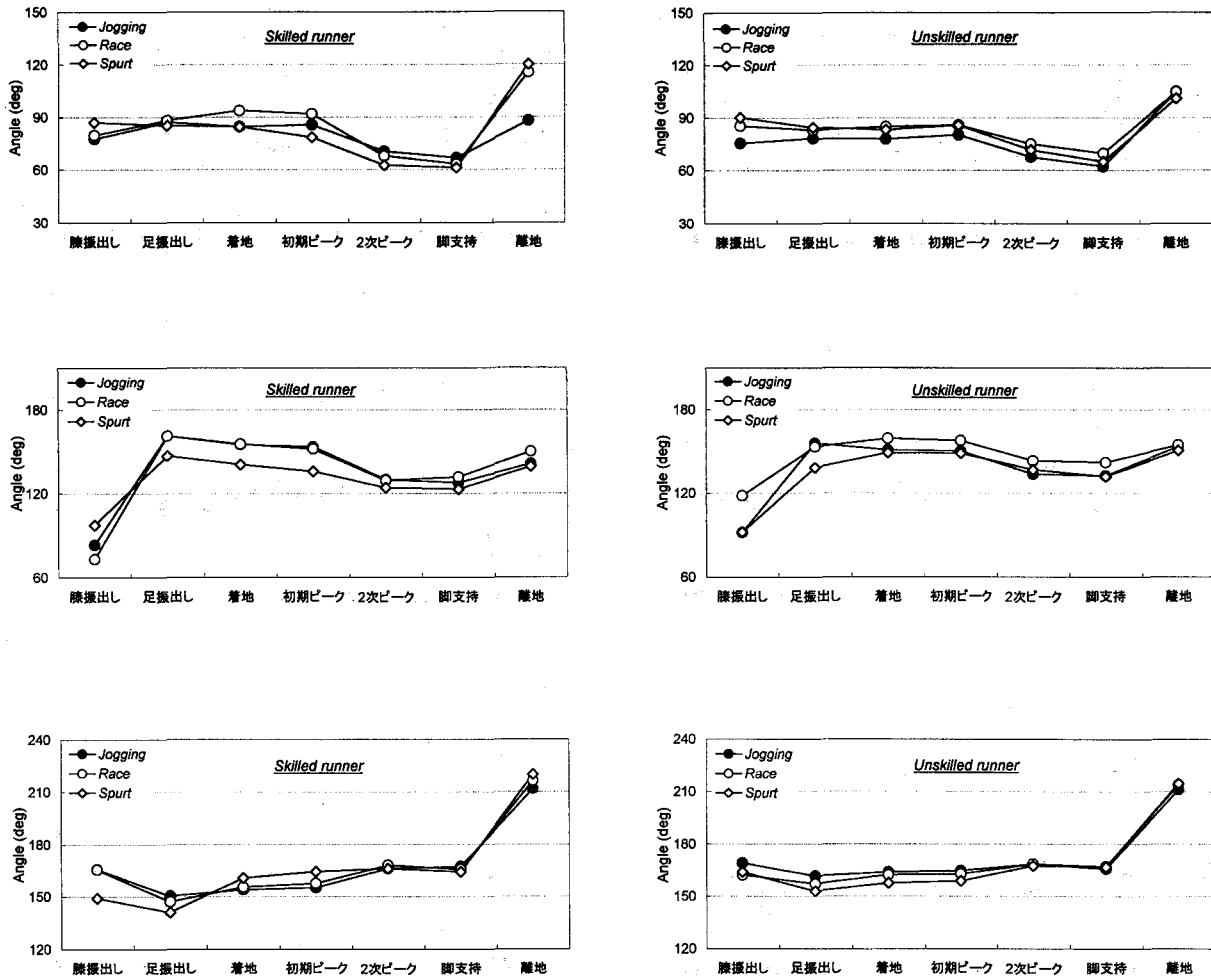 150
120
90
60
30
Angle (deg)
Jogging
Race
Spurt
Skilled runner
膝振出し 足振出し 着地 初期ピーク 2次ピーク 脚支持 離地
150
120
90
60
30
Angle (deg)
Jogging
Race
Spurt
Unskilled runner
膝振出し 足振出し 着地 初期ピーク 2次ピーク 脚支持 離地
180
120
60
Angle (deg)
Jogging
Race
Spurt
Skilled runner
膝振出し 足振出し 着地 初期ピーク 2次ピーク 脚支持 離地
180
120
60
Angle (deg)
Jogging
Race
Spurt
Unskilled runner
膝振出し 足振出し 着地 初期ピーク 2次ピーク 脚支持 離地
240
210
180
150
120
Angle (deg)
Jogging
Race
Spurt
Skilled runner
膝振出し 足振出し 着地 初期ピーク 2次ピーク 脚支持 離地
240
210
180
150
120
Angle (deg)
Jogging
Race
Spurt
Unskilled runner
膝振出し 足振出し 着地 初期ピーク 2次ピーク 脚支持 離地